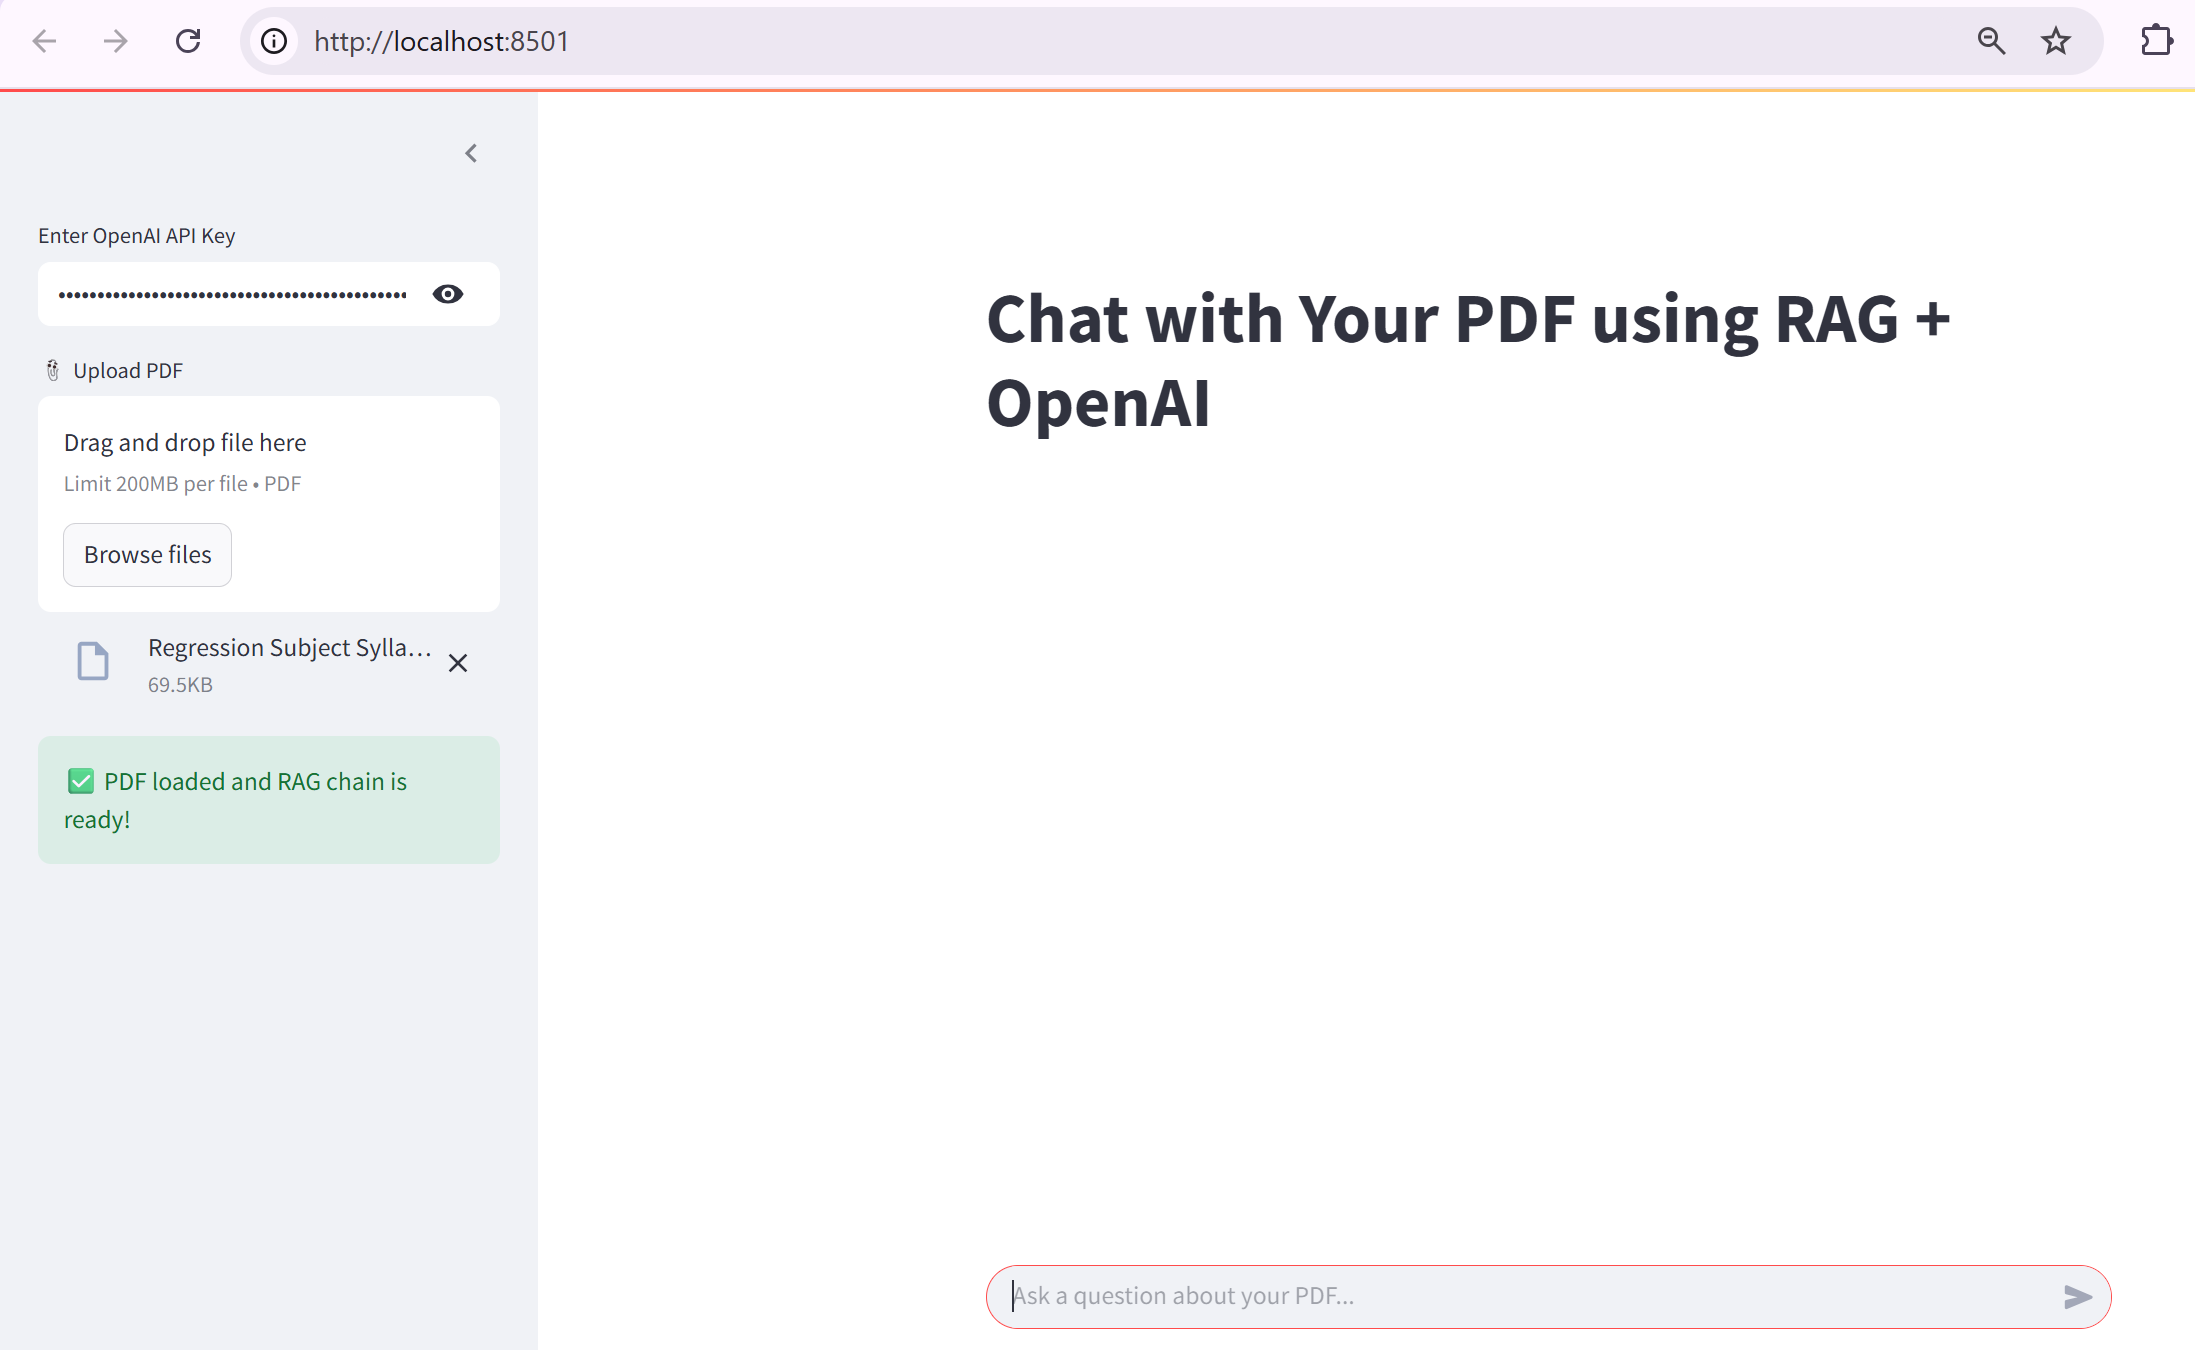 http://localhost:8501
Enter OpenAI API Key
Upload PDF
Drag and drop file here
Limit 200MB per file • PDF
Browse files
Regression Subject Sylla...
69.5KB
✅ PDF loaded and RAG chain is
ready!
Chat with Your PDF using RAG +
OpenAI
Ask a question about your PDF...